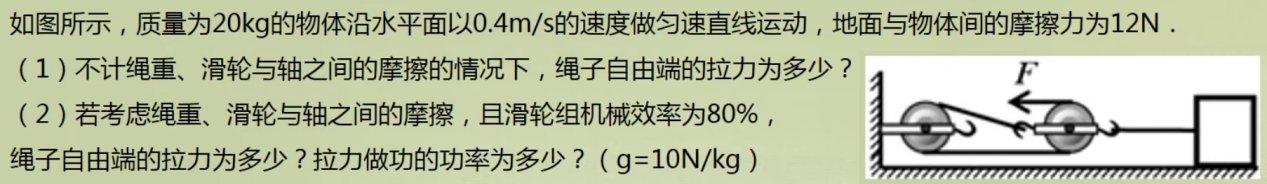 如图所示，质量为20kg的物体沿水平面以0.4m/s的速度做匀速直线运动，地面与物体间的摩擦力为12N．
（1）不计绳重、滑轮与轴之间的摩擦的情况下，绳子自由端的拉力为多少？
F
（2）若考虑绳重、滑轮与轴之间的摩擦，且滑轮组机械效率为80%，
绳子自由端的拉力为多少？拉力做功的功率为多少？（g=10N/kg）